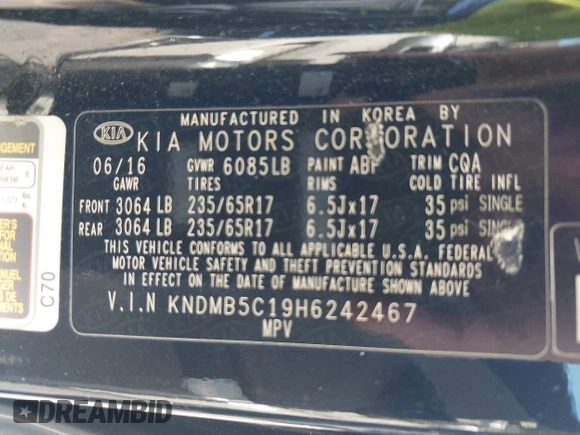 MANUFACTURED IN KOREA BY
KIA KIA MOTORS CORPORATION
06/16 GVWR 6085LB PAINT ABP TRIM CQA
GAWR TIRES RIMS COLD TIRE INFL
FRONT 3064 LB 235/65R17 6.5Jx17 35 psi SINGLE
REAR 3064 LB 235/65R17 6.5Jx17 35 psi SINGLE
THIS VEHICLE CONFORMS TO ALL APPLICABLE U.S.A. FEDERAL
MOTOR VEHICLE SAFETY AND THEFT PREVENTION STANDARDS
IN EFFECT ON THE DATE OF MANUFACTURE SHOWN ABOVE
V.I.N KNDMB5C19H6242467
MPV
C70
DREAMBID